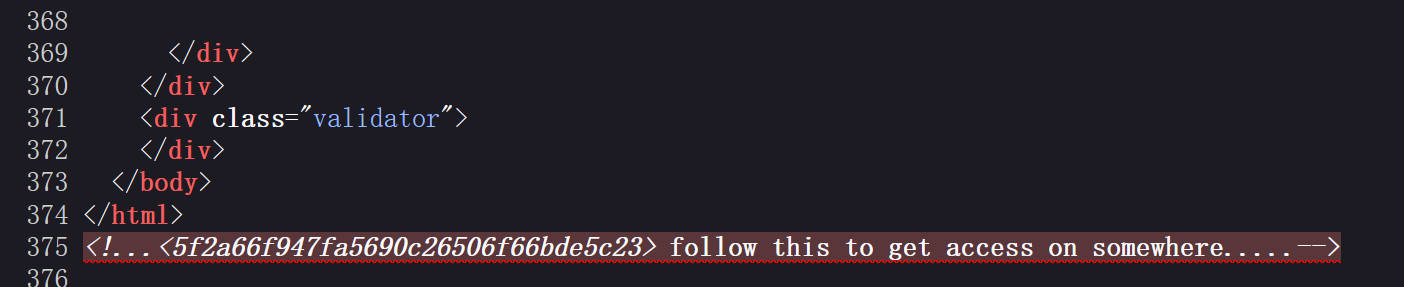 368
369 </div>
370 </div>
371 <div class="validator">
372 </div>
373 </body>
374 </html>
375 <!...<5f2a66f947fa5690c26506f66bde5c23> follow this to get access on somewhere..... -->
376